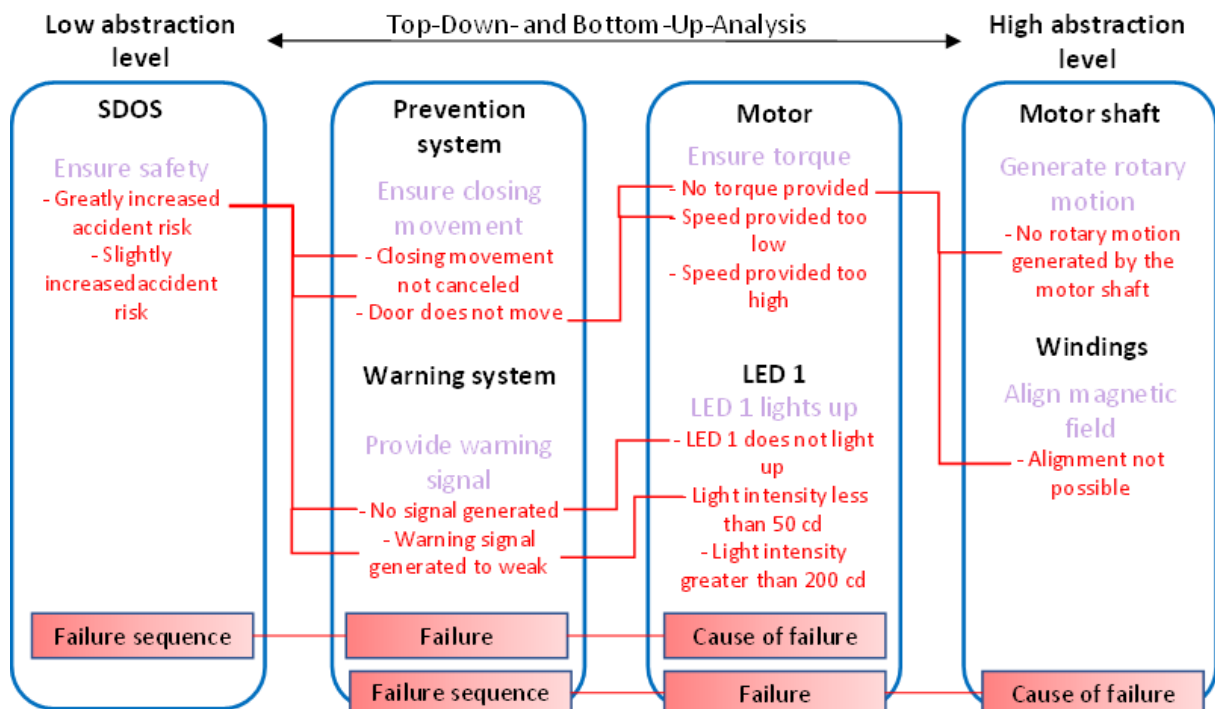 Low abstraction
level
Top-Down- and Bottom-Up-Analysis
High abstraction
level
SDOS
Ensure safety
- Greatly increased
accident risk
- Slightly
increased accident
risk
Prevention
system
Ensure closing
movement
- Closing movement
not canceled
- Door does not move
Warning system
Provide warning
signal
- No signal generated
- Warning signal
generated to weak
Motor
Ensure torque
- No torque provided
- Speed provided too
low
- Speed provided too
high
LED 1
LED 1 lights up
- LED 1 does not light
up
- Light intensity less
than 50 cd
- Light intensity
greater than 200 cd
Motor shaft
Generate rotary
motion
- No rotary motion
generated by the
motor shaft
Windings
Align magnetic
field
- Alignment not
possible
Failure sequence
Failure
Cause of failure
Failure sequence
Failure
Cause of failure